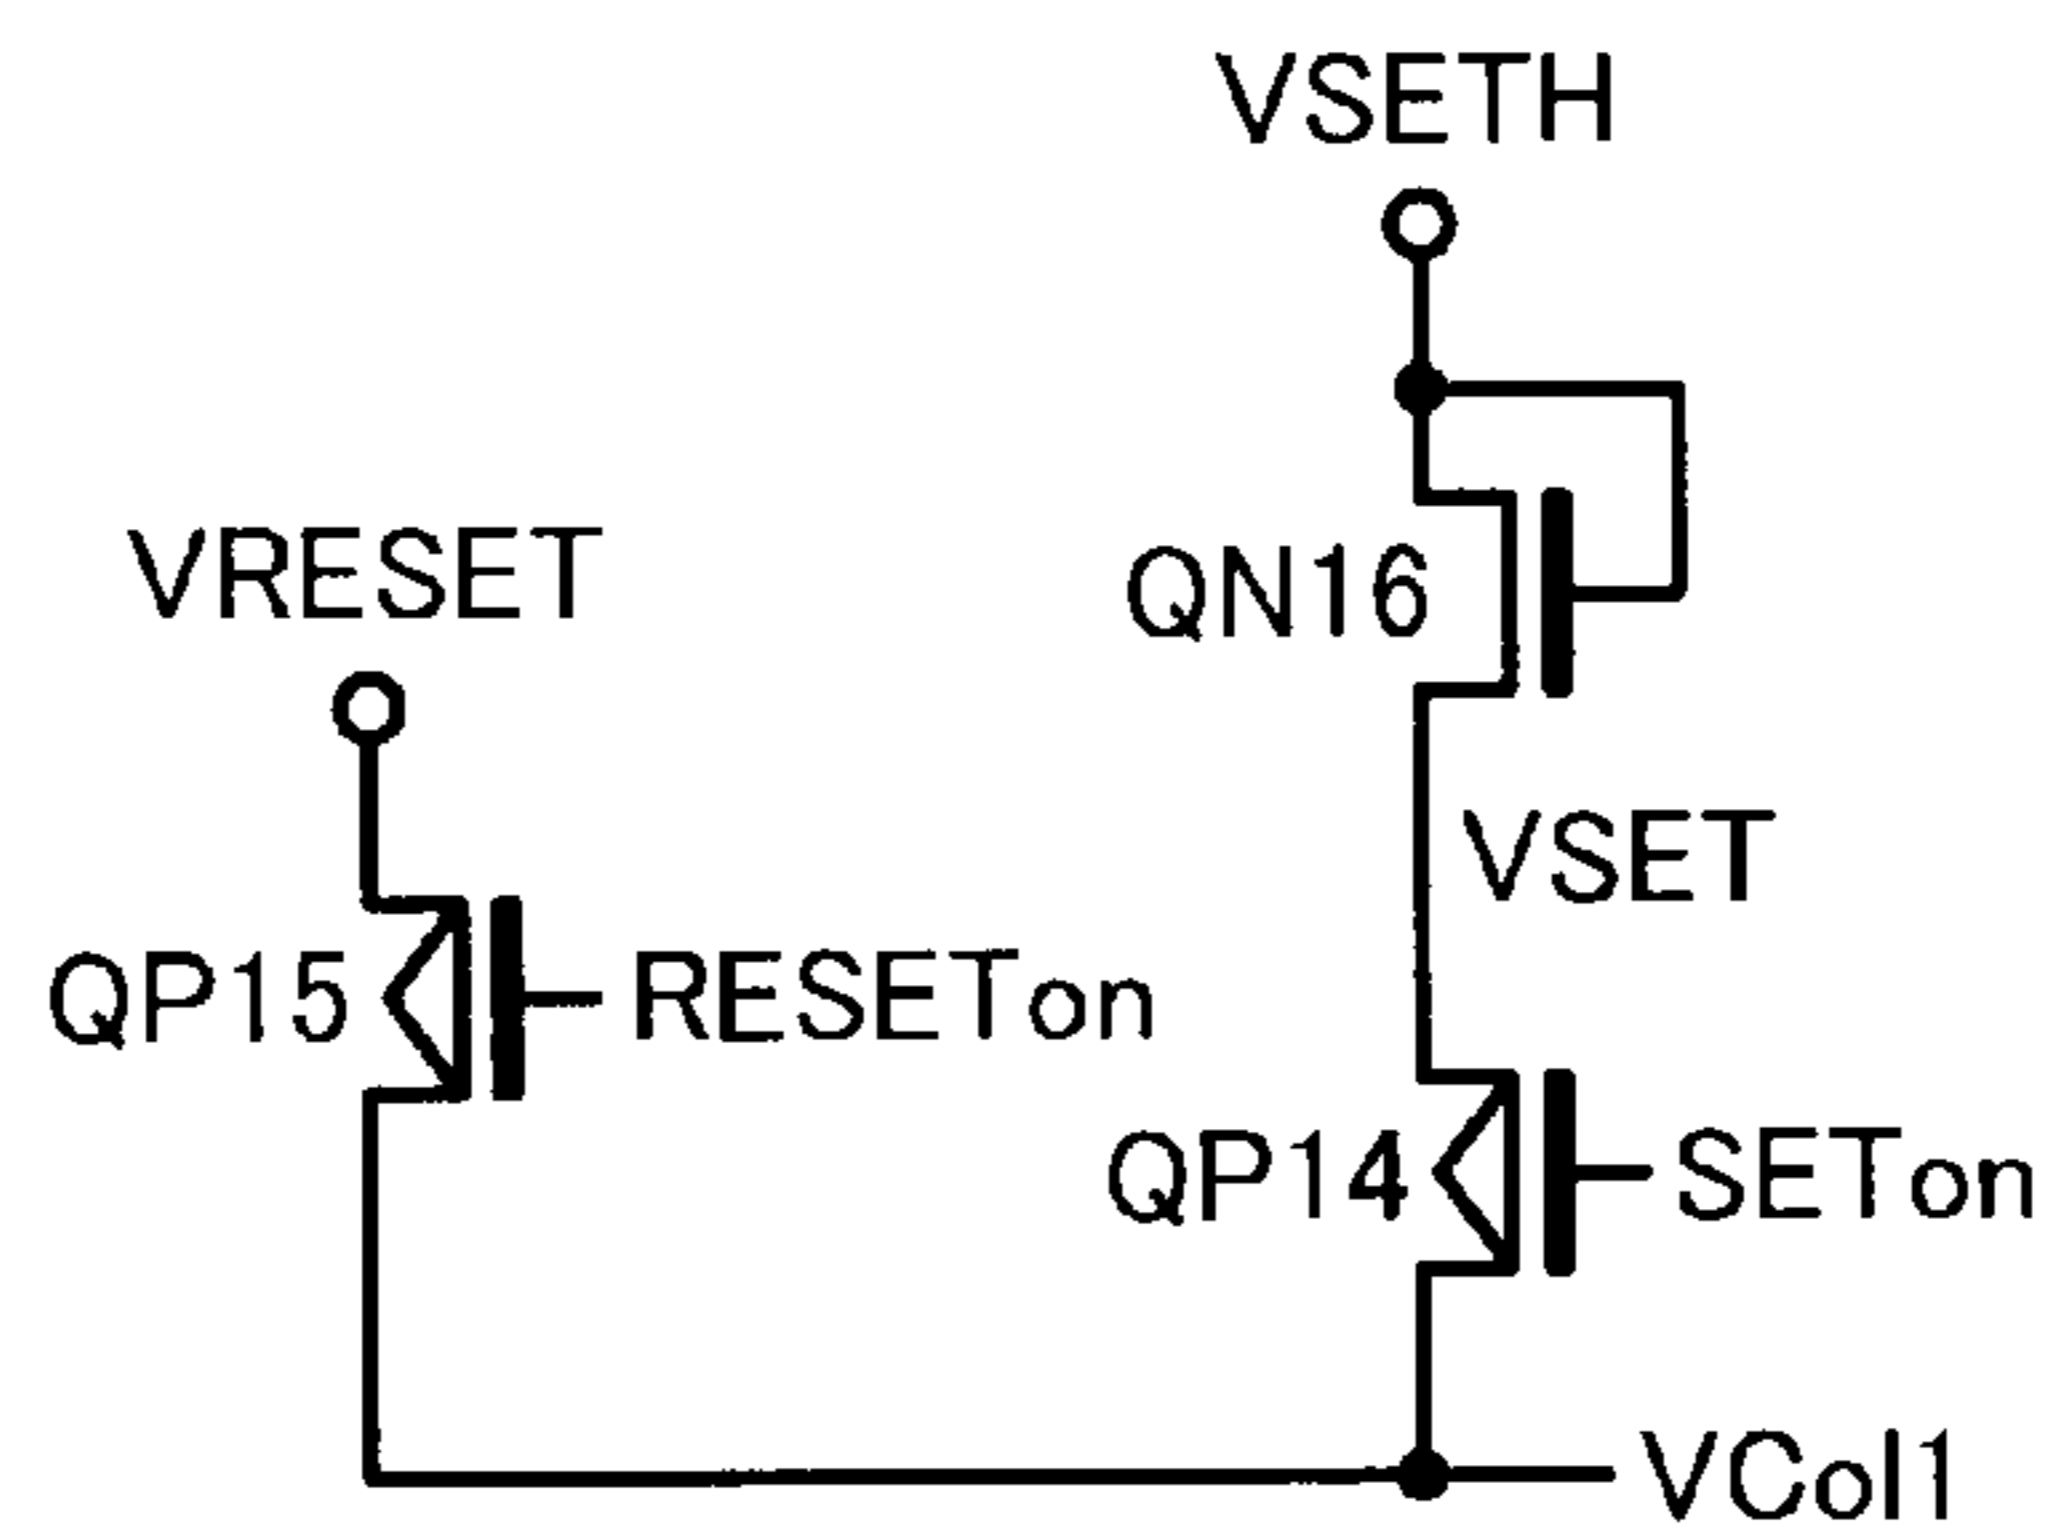 VSETH
VRESET
QN16
VSET
QP15
RESETon
QP14
SETon
VCol1